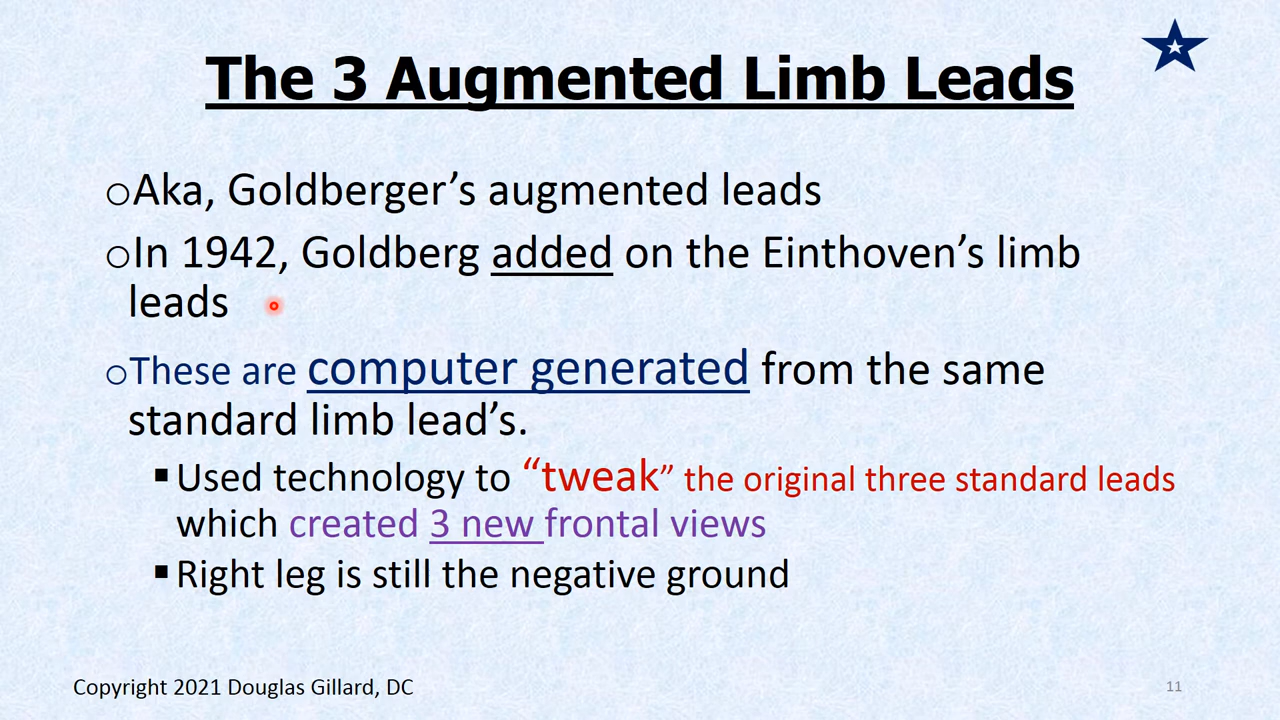 The 3 Augmented Limb Leads
oAka, Goldberger’s augmented leads
oIn 1942, Goldberg added on the Einthoven’s limb
leads
oThese are computer generated from the same
standard limb lead’s.
▪Used technology to “tweak” the original three standard leads
which created 3 new frontal views
▪Right leg is still the negative ground
Copyright 2021 Douglas Gillard, DC
11